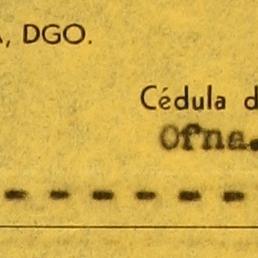 , DGO.
Cédula d
Ofna.
- - - - - -